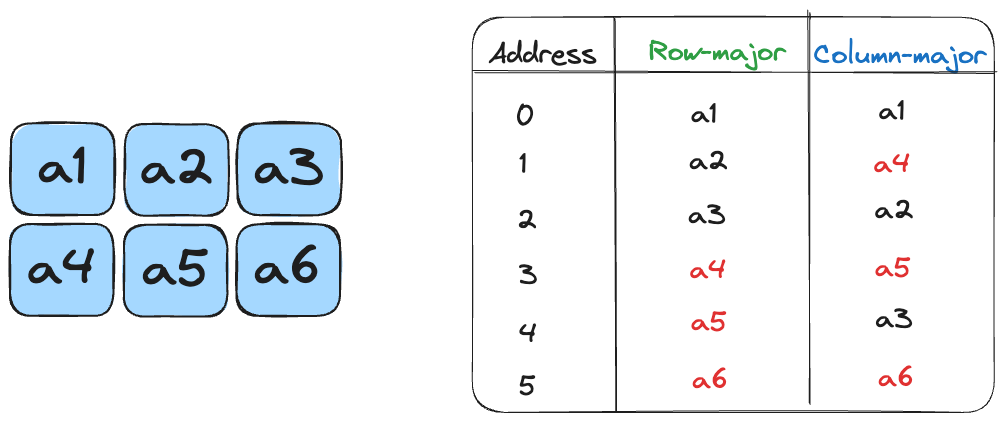 a1 a2 a3
a4 a5 a6
Address Row-major Column-major
0 a1 a1
1 a2 a4
2 a3 a2
3 a4 a5
4 a5 a3
5 a6 a6